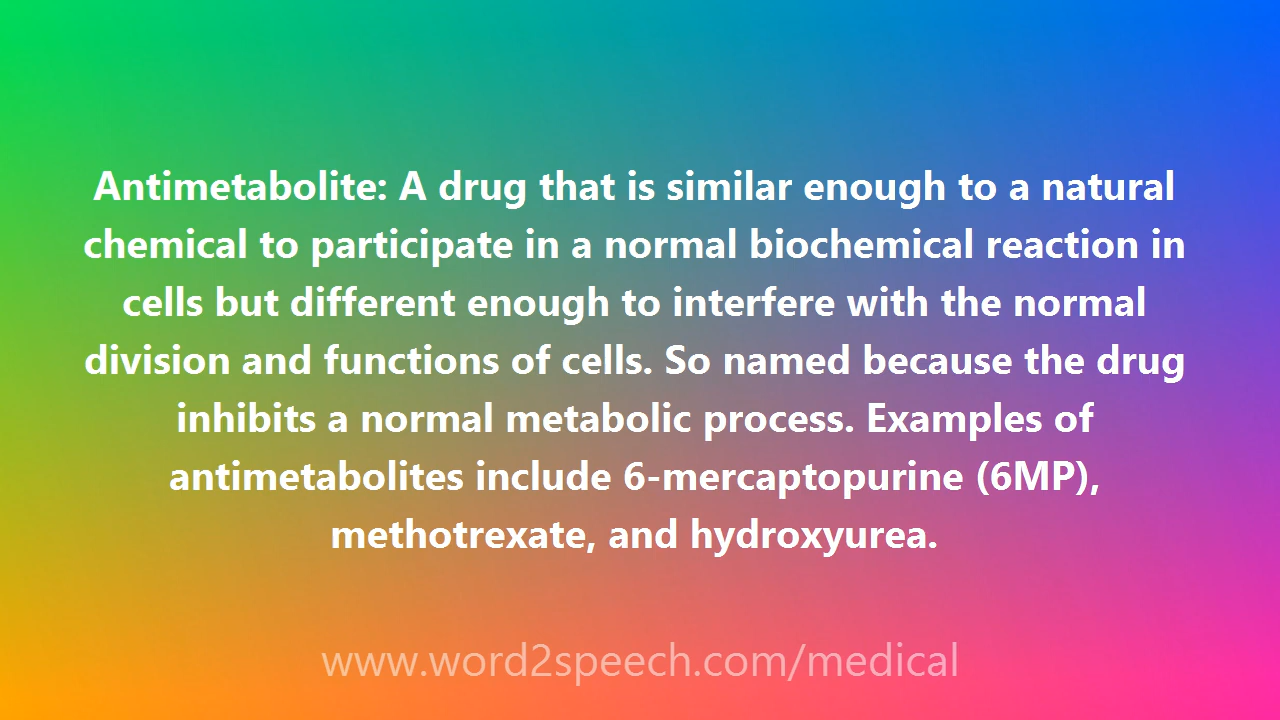 Antimetabolite: A drug that is similar enough to a natural
chemical to participate in a normal biochemical reaction in
cells but different enough to interfere with the normal
division and functions of cells. So named because the drug
inhibits a normal metabolic process. Examples of
antimetabolites include 6-mercaptopurine (6MP),
methotrexate, and hydroxyurea.
www.word2speech.com/medical